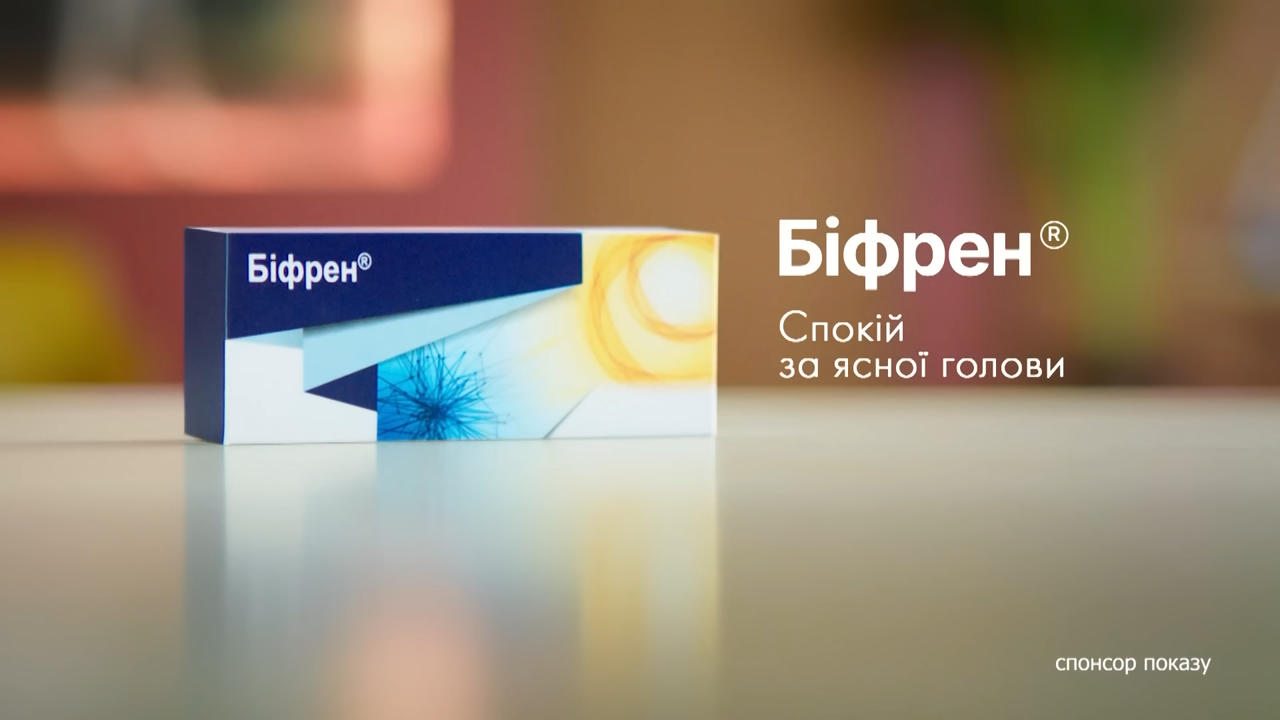 Біфрен®
Біфрен®
Спокій
за ясної голови
спонсор показу